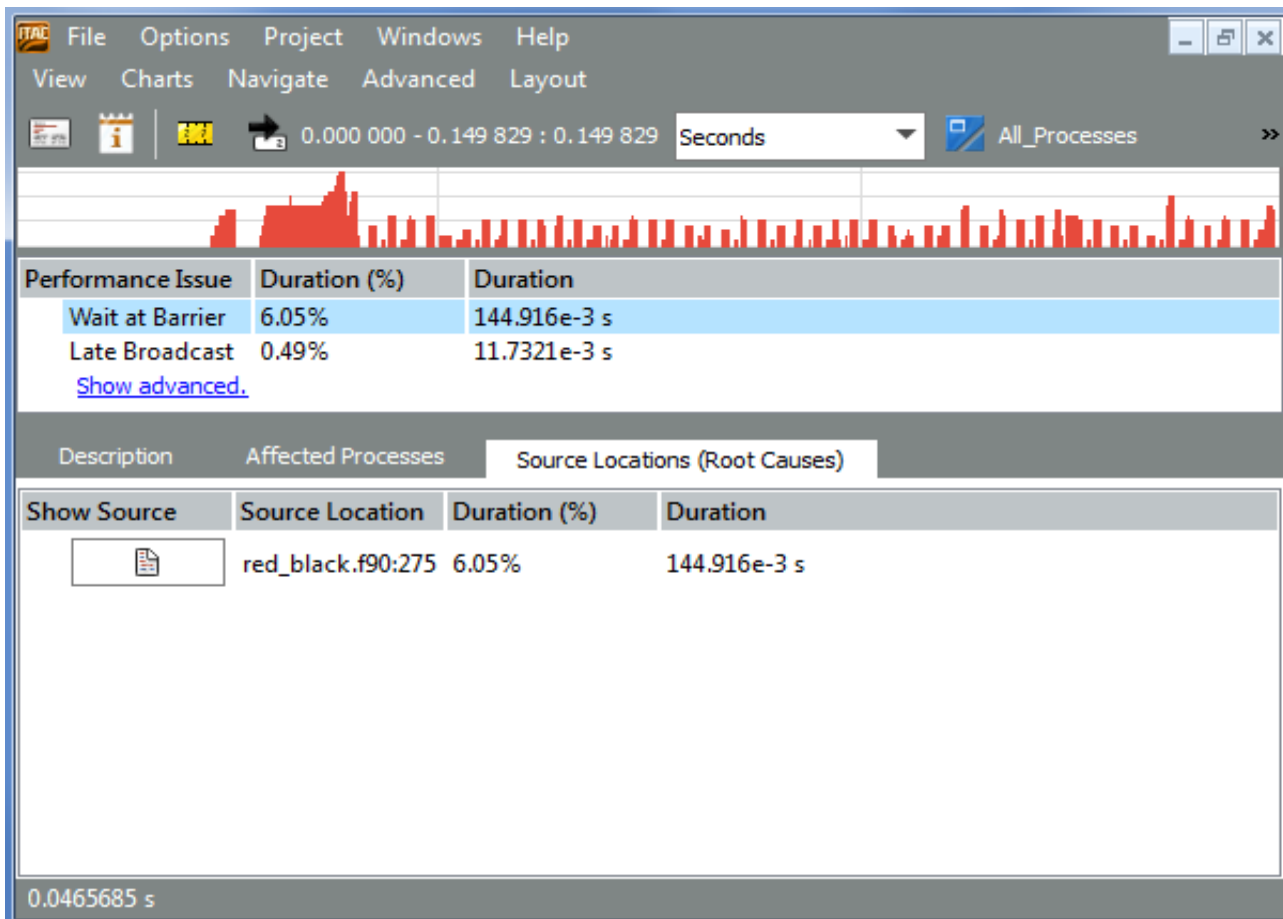 ITAC File Options Project Windows Help
View Charts Navigate Advanced Layout
0.000 000 - 0.149 829 : 0.149 829 Seconds All_Processes »
Performance Issue Duration (%) Duration
Wait at Barrier 6.05% 144.916e-3 s
Late Broadcast 0.49% 11.7321e-3 s
Show advanced.
Description Affected Processes Source Locations (Root Causes)
Show Source Source Location Duration (%) Duration
red_black.f90:275 6.05% 144.916e-3 s
0.0465685 s